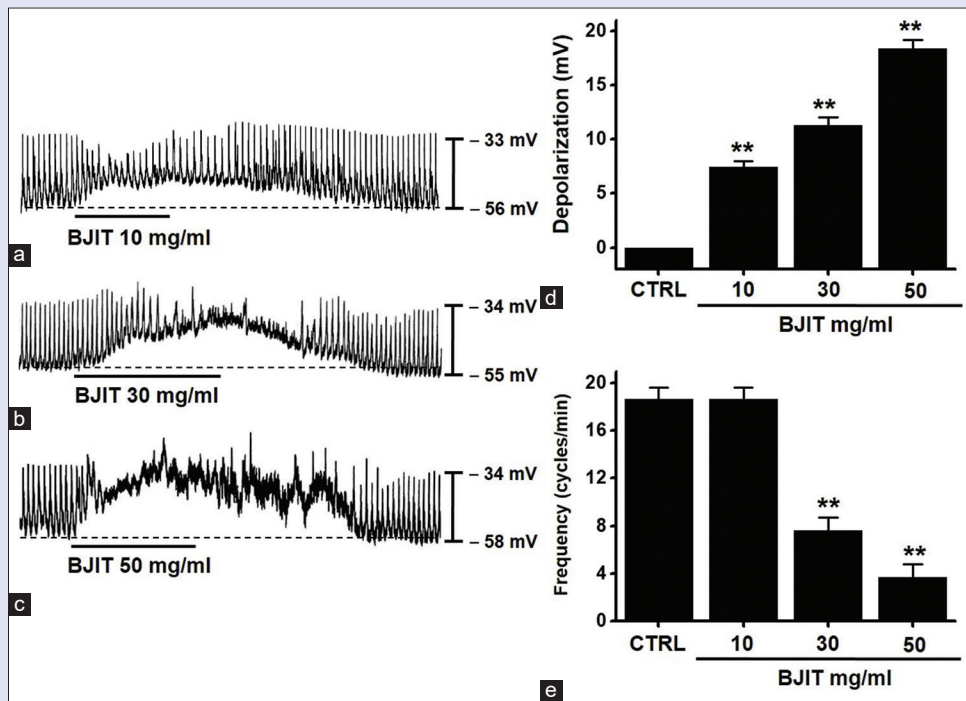 – 33 mV
– 56 mV
BJIT 10 mg/ml
a
– 34 mV
– 55 mV
BJIT 30 mg/ml
b
– 34 mV
– 58 mV
BJIT 50 mg/ml
c
Depolarization (mV)
20
15
10
5
0
**
**
**
CTRL 10 30 50
BJIT mg/ml
d
Frequency (cycles/min)
20
16
12
8
4
0
**
**
CTRL 10 30 50
BJIT mg/ml
e